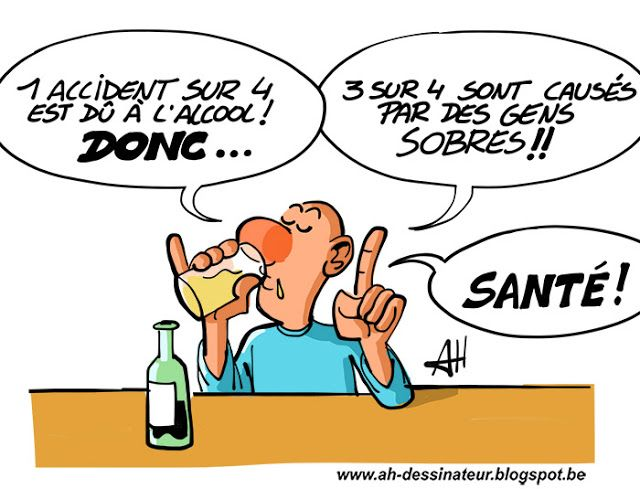 1 ACCIDENT SUR 4
EST DÛ À L'ALCOOL!
DONC...
3 SUR 4 SONT CAUSÉS
PAR DES GENS
SOBRES!!
SANTÉ!
AH
www.ah-dessinateur.blogspot.be